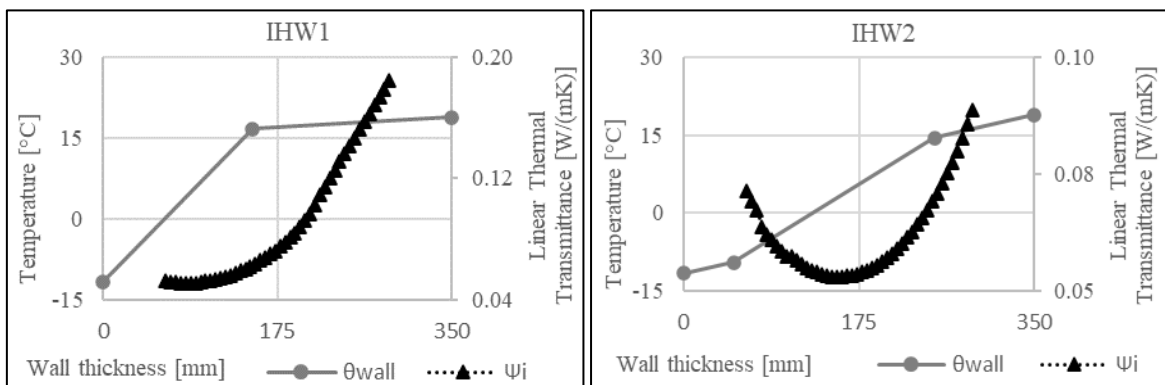 IHW1
30
15
0
-15
0.20
0.12
0.04
0
175
350
Temperature [°C]
Linear Thermal
Transmittance [W/(mK]
Wall thickness [mm]
θwall
Ψi
IHW2
30
15
0
-15
0.10
0.08
0.05
0
175
350
Temperature [°C]
Linear Thermal
Transmittance [W/(mK]
Wall thickness [mm]
θwall
Ψi